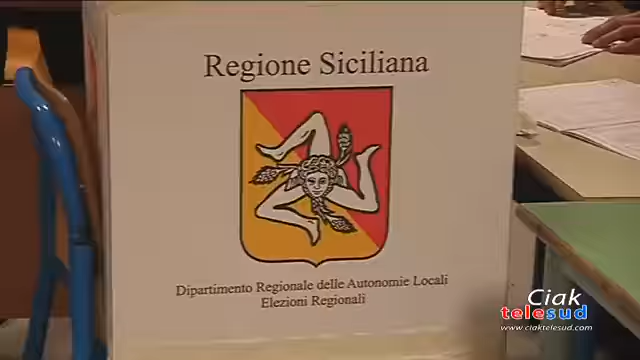 Regione Siciliana
Dipartimento Regionale delle Autonomie Locali
Elezioni Regionali
Ciak
telesud
www.ciaktelesud.com